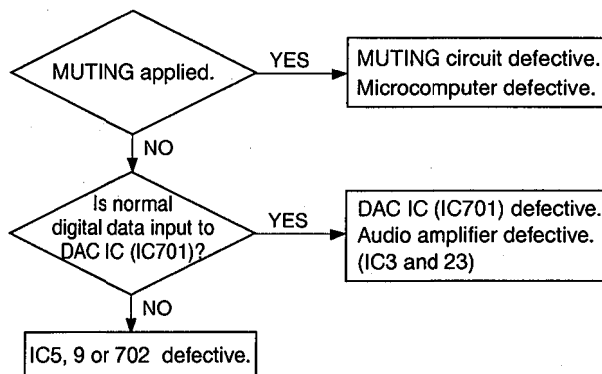 MUTING applied.
YES
MUTING circuit defective.
Microcomputer defective.
NO
Is normal
digital data input to
DAC IC (IC701)?
YES
DAC IC (IC701) defective.
Audio amplifier defective.
(IC3 and 23)
NO
IC5, 9 or 702 defective.